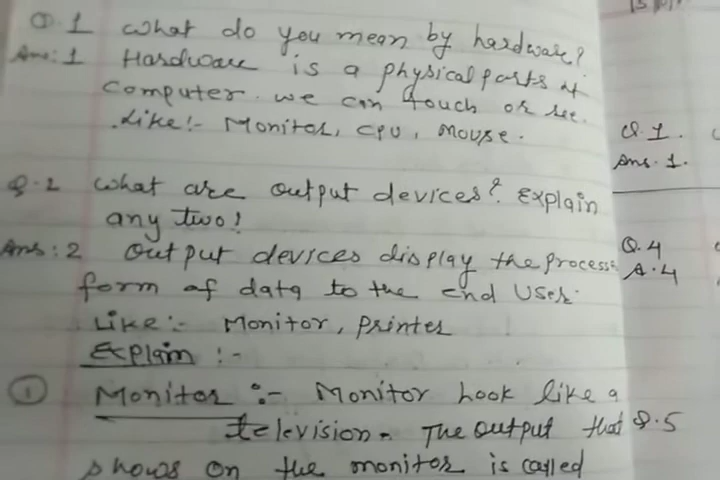 Q.1 What do you mean by hardware?
Ans:1 Hardware is a physical parts of
computer. we can touch or see.
Like:- Monitor, CPU, mouse.
Q.2 What are output devices? Explain
any two!
Ans:2 Output devices display the process
form of data to the end User.
Like:- Monitor, Printer
Explain :-
① Monitor :- Monitor look like a
television. The output that
shows on the monitor is called
Q.1.
Ans.1.
Q.4
A.4
Q.5